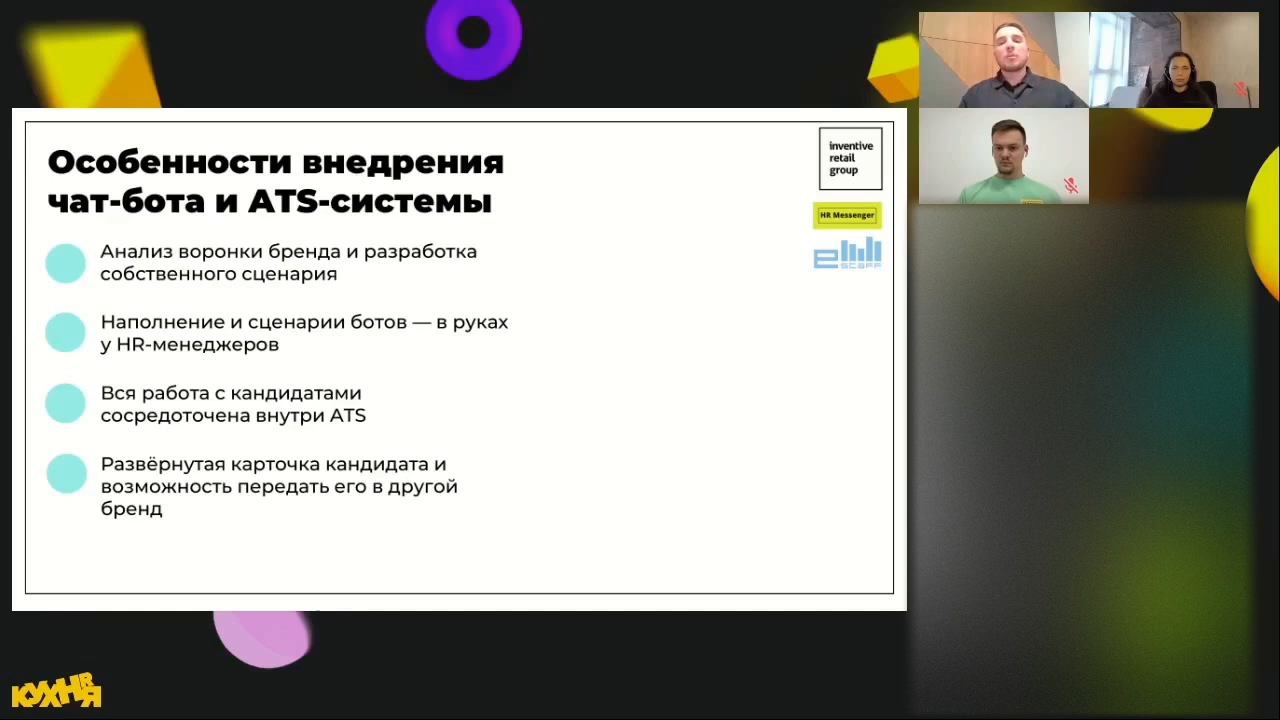 Особенности внедрения
чат-бота и ATS-системы
Анализ воронки бренда и разработка
собственного сценария
Наполнение и сценарии ботов — в руках
у HR-менеджеров
Вся работа с кандидатами
сосредоточена внутри ATS
Развёрнутая карточка кандидата и
возможность передать его в другой
бренд
inventive
retail
group
HR Messenger
e staff
КУХНЯ